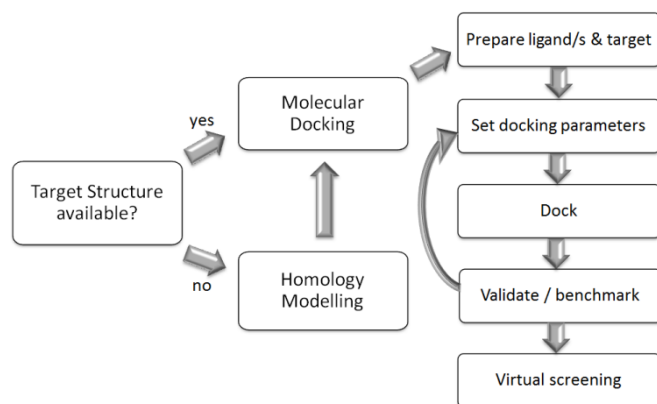 Target Structure
available?
yes
no
Molecular
Docking
Homology
Modelling
Prepare ligand/s & target
Set docking parameters
Dock
Validate / benchmark
Virtual screening